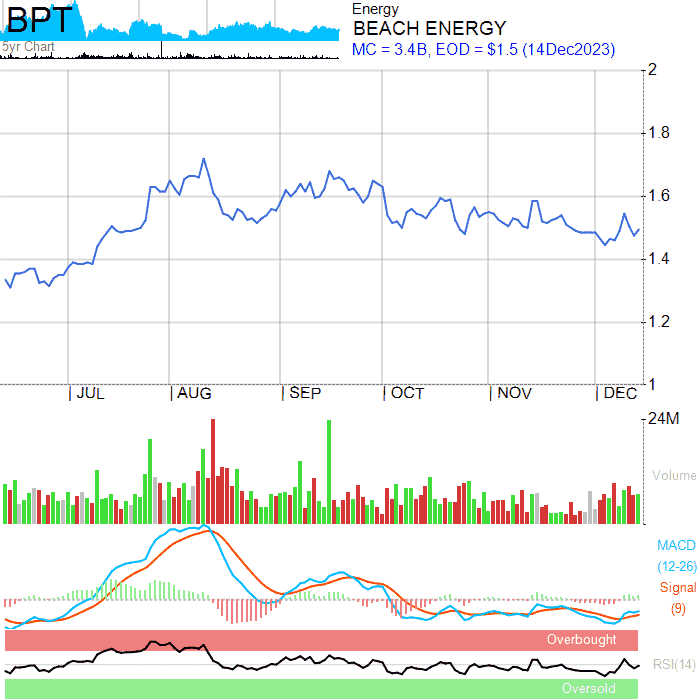 BPT
5yr Chart
Energy
BEACH ENERGY
MC = 3.4B, EOD = $1.5 (14Dec2023)
2
1.8
1.6
1.4
1.2
1
| JUL | AUG | SEP | OCT | NOV | DEC
24M
Volume
MACD
(12-26)
Signal
(9)
Overbought
RSI(14)
Oversold